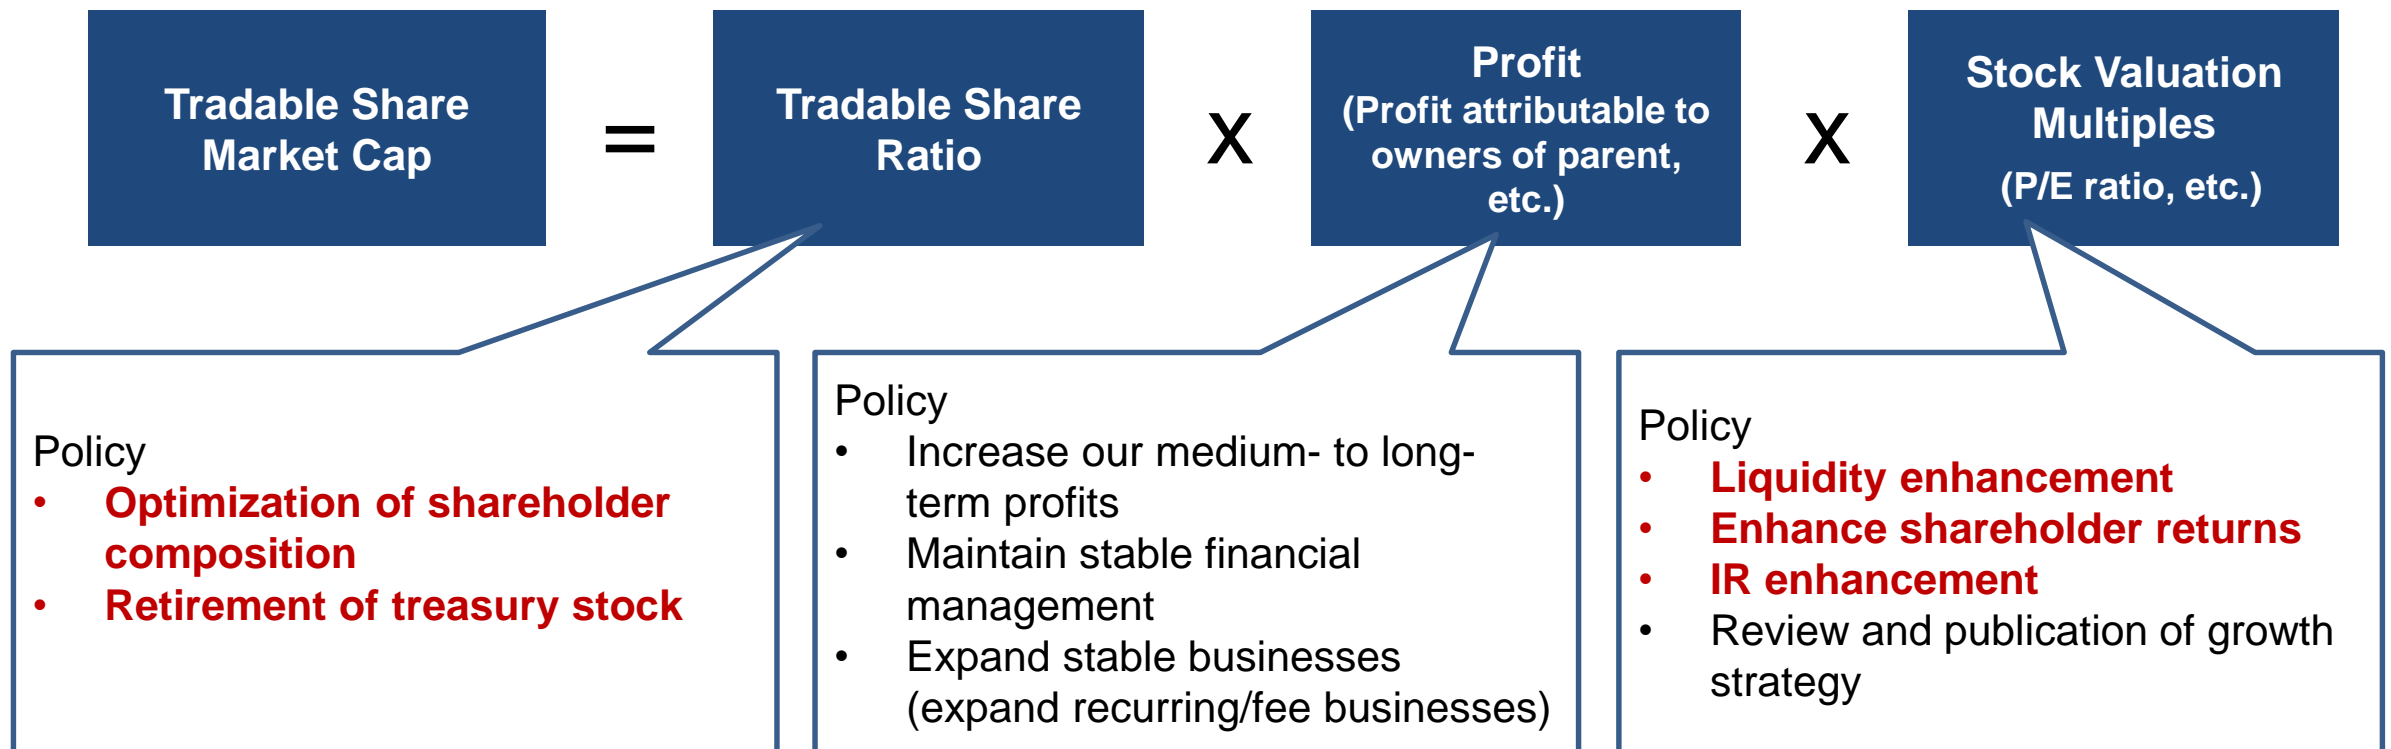 Tradable Share
Market Cap
=
Tradable Share
Ratio
x
Profit
(Profit attributable to
owners of parent,
etc.)
x
Stock Valuation
Multiples
(P/E ratio, etc.)
Policy
• Optimization of shareholder
composition
• Retirement of treasury stock
Policy
• Increase our medium- to long-
term profits
• Maintain stable financial
management
• Expand stable businesses
(expand recurring/fee businesses)
Policy
• Liquidity enhancement
• Enhance shareholder returns
• IR enhancement
• Review and publication of growth
strategy